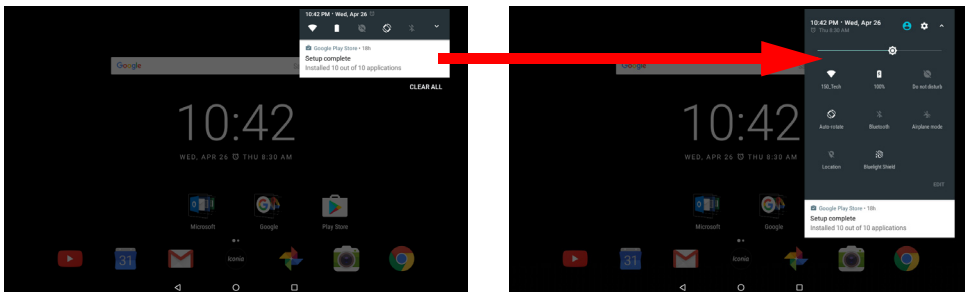 10:42 PM • Wed, Apr 26
Google Play Store • 18h
Setup complete
Installed 10 out of 10 applications
CLEAR ALL
Google
10:42
WED, APR 26 THU 8:30 AM
Microsoft
Google
Play Store
31
iconia
10:42 PM • Wed, Apr 26
Thu 8:30 AM
150_Tech
100%
Do not disturb
Auto-rotate
Bluetooth
Airplane mode
Location
Bluelight Shield
EDIT
Google Play Store • 18h
Setup complete
Installed 10 out of 10 applications
Google
10:42
WED, APR 26 THU 8:30 AM
Microsoft
Google
31
iconia